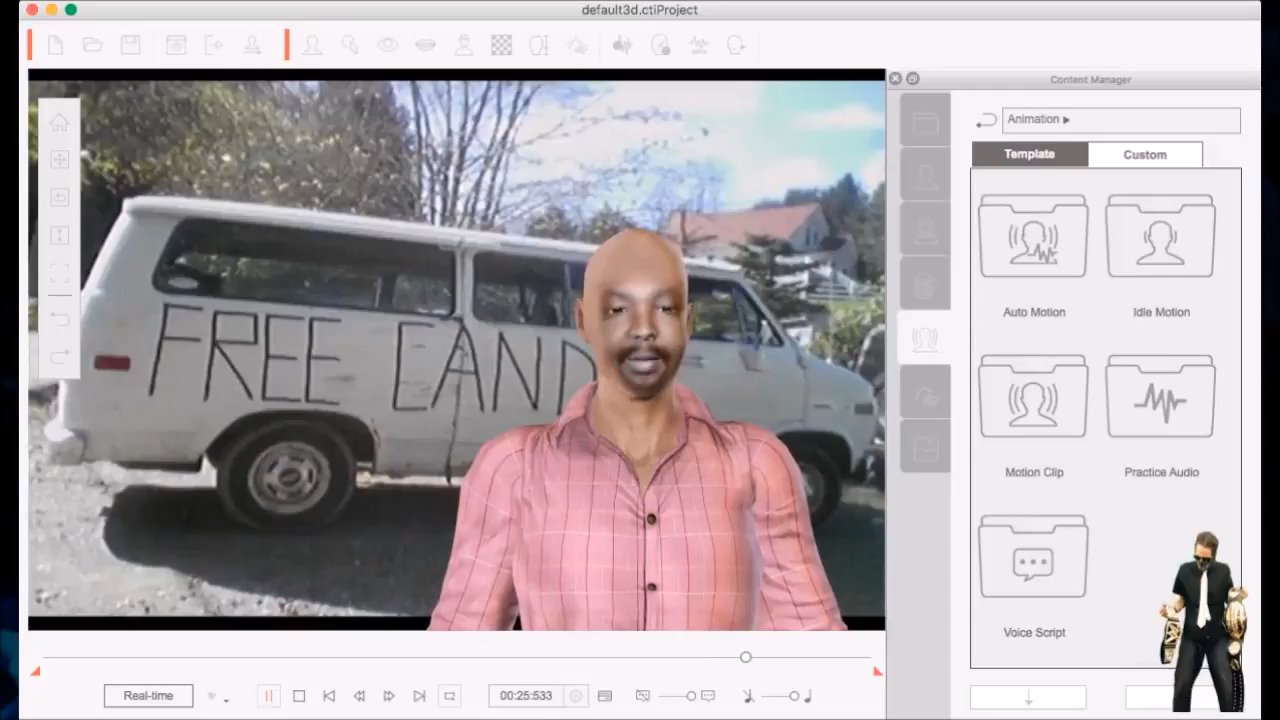 default3d.ctiProject
Content Manager
Animation
Template
Custom
FREE CAND
Auto Motion
Idle Motion
Motion Clip
Practice Audio
Voice Script
Real-time
00:25:533